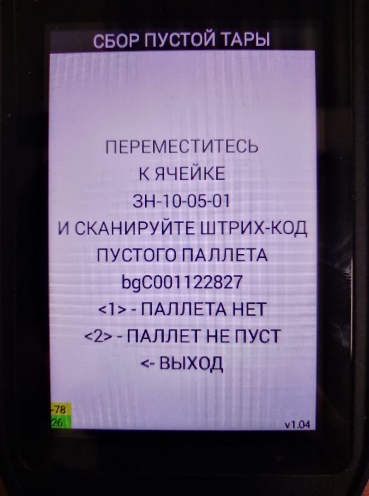 СБОР ПУСТОЙ ТАРЫ
ПЕРЕМЕСТИТЕСЬ
К ЯЧЕЙКЕ
ЗН-10-05-01
И СКАНИРУЙТЕ ШТРИХ-КОД
ПУСТОГО ПАЛЛЕТА
bgC001122827
<1> - ПАЛЛЕТА НЕТ
<2> - ПАЛЛЕТ НЕ ПУСТ
<- ВЫХОД
-78
26
v1.04